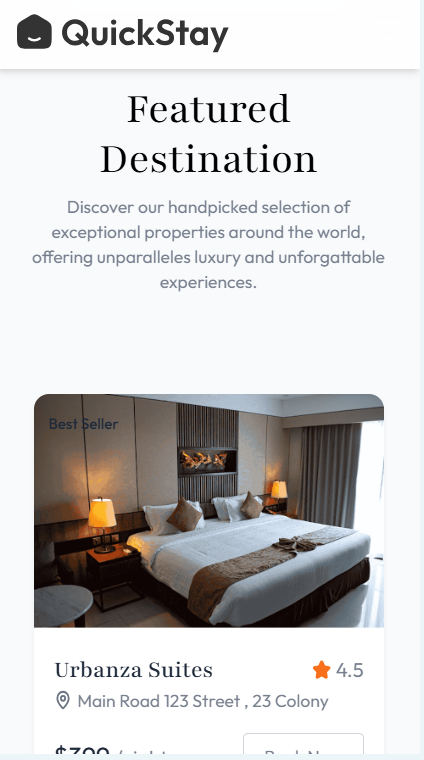 QuickStay
Featured
Destination
Discover our handpicked selection of
exceptional properties around the world,
offering unparalleles luxury and unforgattable
experiences.
Best Seller
Urbanza Suites
4.5
Main Road 123 Street , 23 Colony